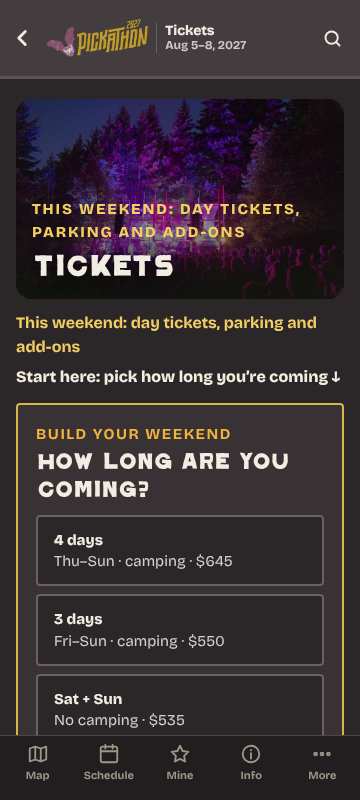 2027
PICKATHON
Tickets
Aug 5–8, 2027
THIS WEEKEND: DAY TICKETS,
PARKING AND ADD-ONS
TICKETS
This weekend: day tickets, parking and
add-ons
Start here: pick how long you're coming ↓
BUILD YOUR WEEKEND
HOW LONG ARE YOU
COMING?
4 days
Thu–Sun · camping · $645
3 days
Fri–Sun · camping · $550
Sat + Sun
No camping · $535
Map
Schedule
Mine
Info
More